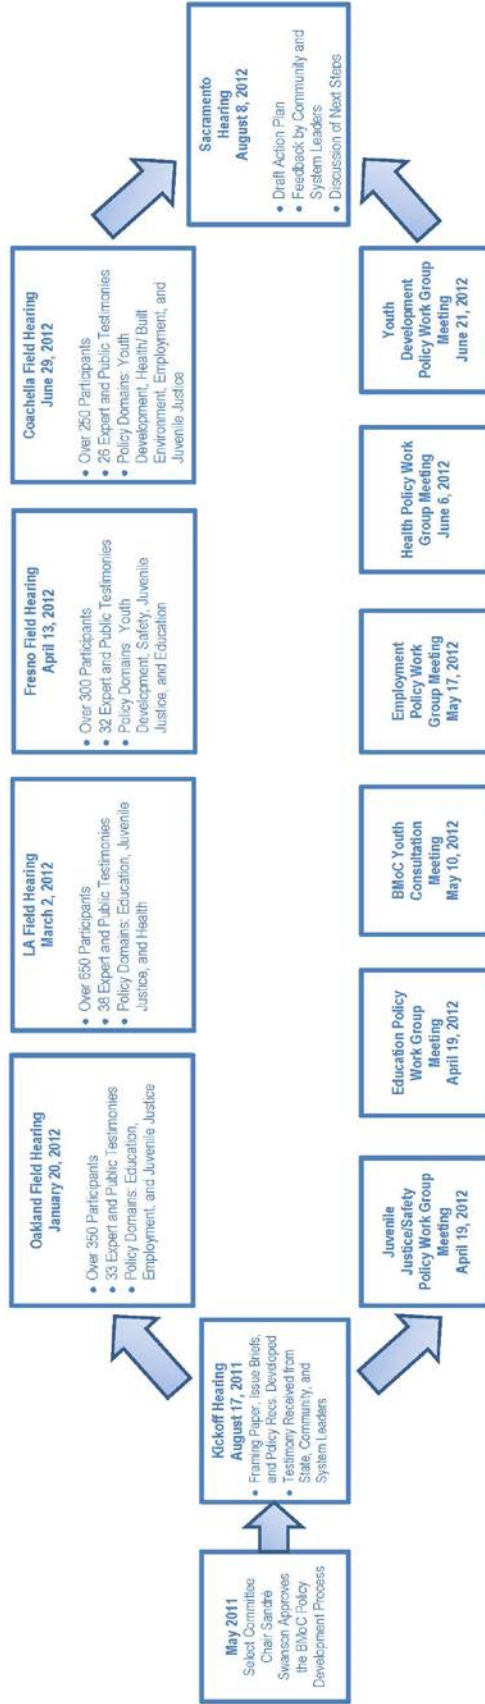 May 2011
Select Committee
Chair Sandré
Swanson Approves
the BMoC Policy
Development Process
Kickoff Hearing
August 17, 2011
• Framing Paper, Issue Briefs,
and Policy Recs. Developed
• Testimony Received from
State, Community, and
System Leaders
Oakland Field Hearing
January 20, 2012
• Over 350 Participants
• 33 Expert and Public Testimonies
• Policy Domains: Education,
Employment, and Juvenile Justice
LA Field Hearing
March 2, 2012
• Over 650 Participants
• 38 Expert and Public Testimonies
• Policy Domains: Education, Juvenile
Justice, and Health
Fresno Field Hearing
April 13, 2012
• Over 300 Participants
• 32 Expert and Public Testimonies
• Policy Domains Youth
Development, Safety, Juvenile
Justice, and Education
Coachella Field Hearing
June 29, 2012
• Over 250 Participants
• 26 Expert and Public Testimonies
• Policy Domains: Youth
Development, Health/ Built
Environment, Employment, and
Juvenile Justice
Juvenile
Justice/Safety
Policy Work Group
Meeting
April 19, 2012
Education Policy
Work Group
Meeting
April 19, 2012
BMoC Youth
Consultation
Meeting
May 10, 2012
Employment
Policy Work
Group Meeting
May 17, 2012
Health Policy Work
Group Meeting
June 6, 2012
Youth
Development
Policy Work Group
Meeting
June 21, 2012
Sacramento
Hearing
August 8, 2012
• Draft Action Plan
• Feedback by Community and
System Leaders
• Discussion of Next Steps